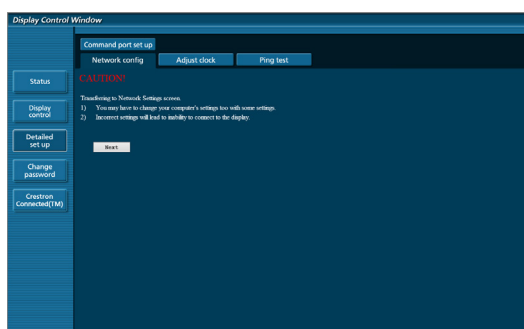 Display Control Window
Command port set up
Network config Adjust clock Ping test
Status
Display
control
Detailed
set up
Change
password
Crestron
Connected(TM)
CAUTION!
Transfering to Network Settings screen.
1) You may have to change your computer's settings too with some settings.
2) Incorrect settings will lead to inability to connect to the display.
Next